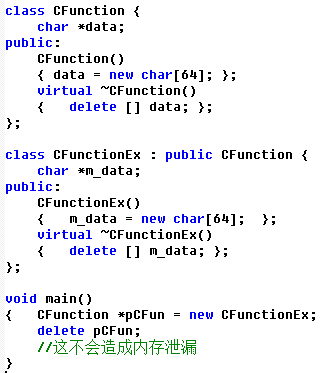 class CFunction {
    char *data;
public:
    CFunction()
    { data = new char[64]; };
    virtual ~CFunction()
    {   delete [] data; };
};

class CFunctionEx : public CFunction {
    char *m_data;
public:
    CFunctionEx()
    {   m_data = new char[64];  };
    virtual ~CFunctionEx()
    {   delete [] m_data; };
};

void main()
{   CFunction *pCFun = new CFunctionEx;
    delete pCFun;
    //这不会造成内存泄漏
}